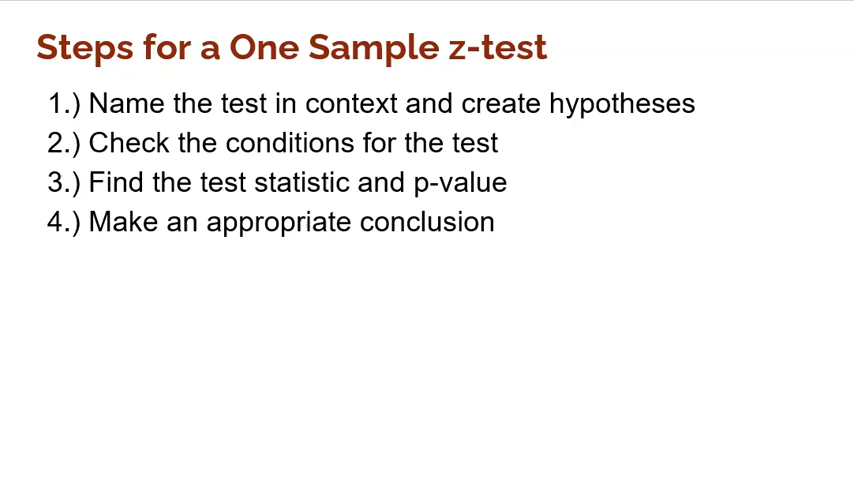 Steps for a One Sample z-test
1.) Name the test in context and create hypotheses
2.) Check the conditions for the test
3.) Find the test statistic and p-value
4.) Make an appropriate conclusion